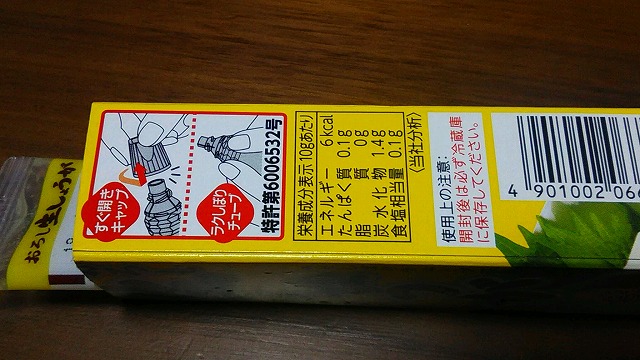 おろし生しょうが
すぐ開き
キャップ
ラクしぼり
チューブ
特許第6006532号
栄養成分表示10gあたり
エネルギー 6kcal
たんぱく質 0.1g
脂質 0g
炭水化物 1.4g
食塩相当量 0.1g
〈当社分析〉
使用上の注意:
開封後は必ず冷蔵庫
に保存してください。
4 901002 06